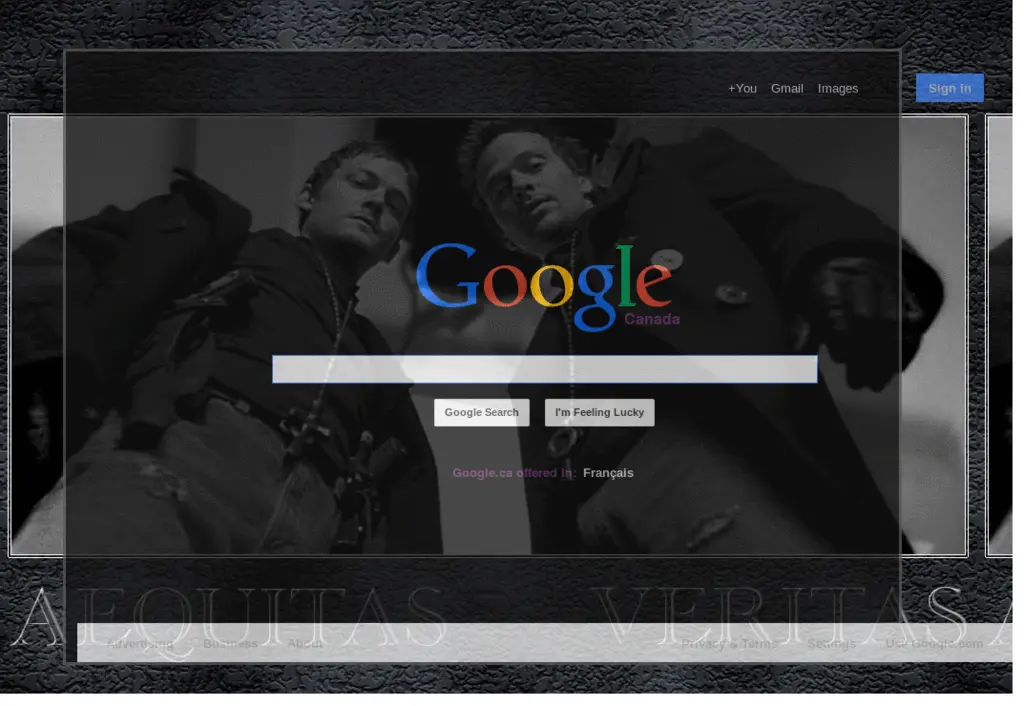 +You Gmail Images Sign in
Google
Canada
Google Search I'm Feeling Lucky
Google.ca offered in: Français
AEQUITAS VERITAS A
Advertising Business About Privacy & Terms Settings Use Google.com